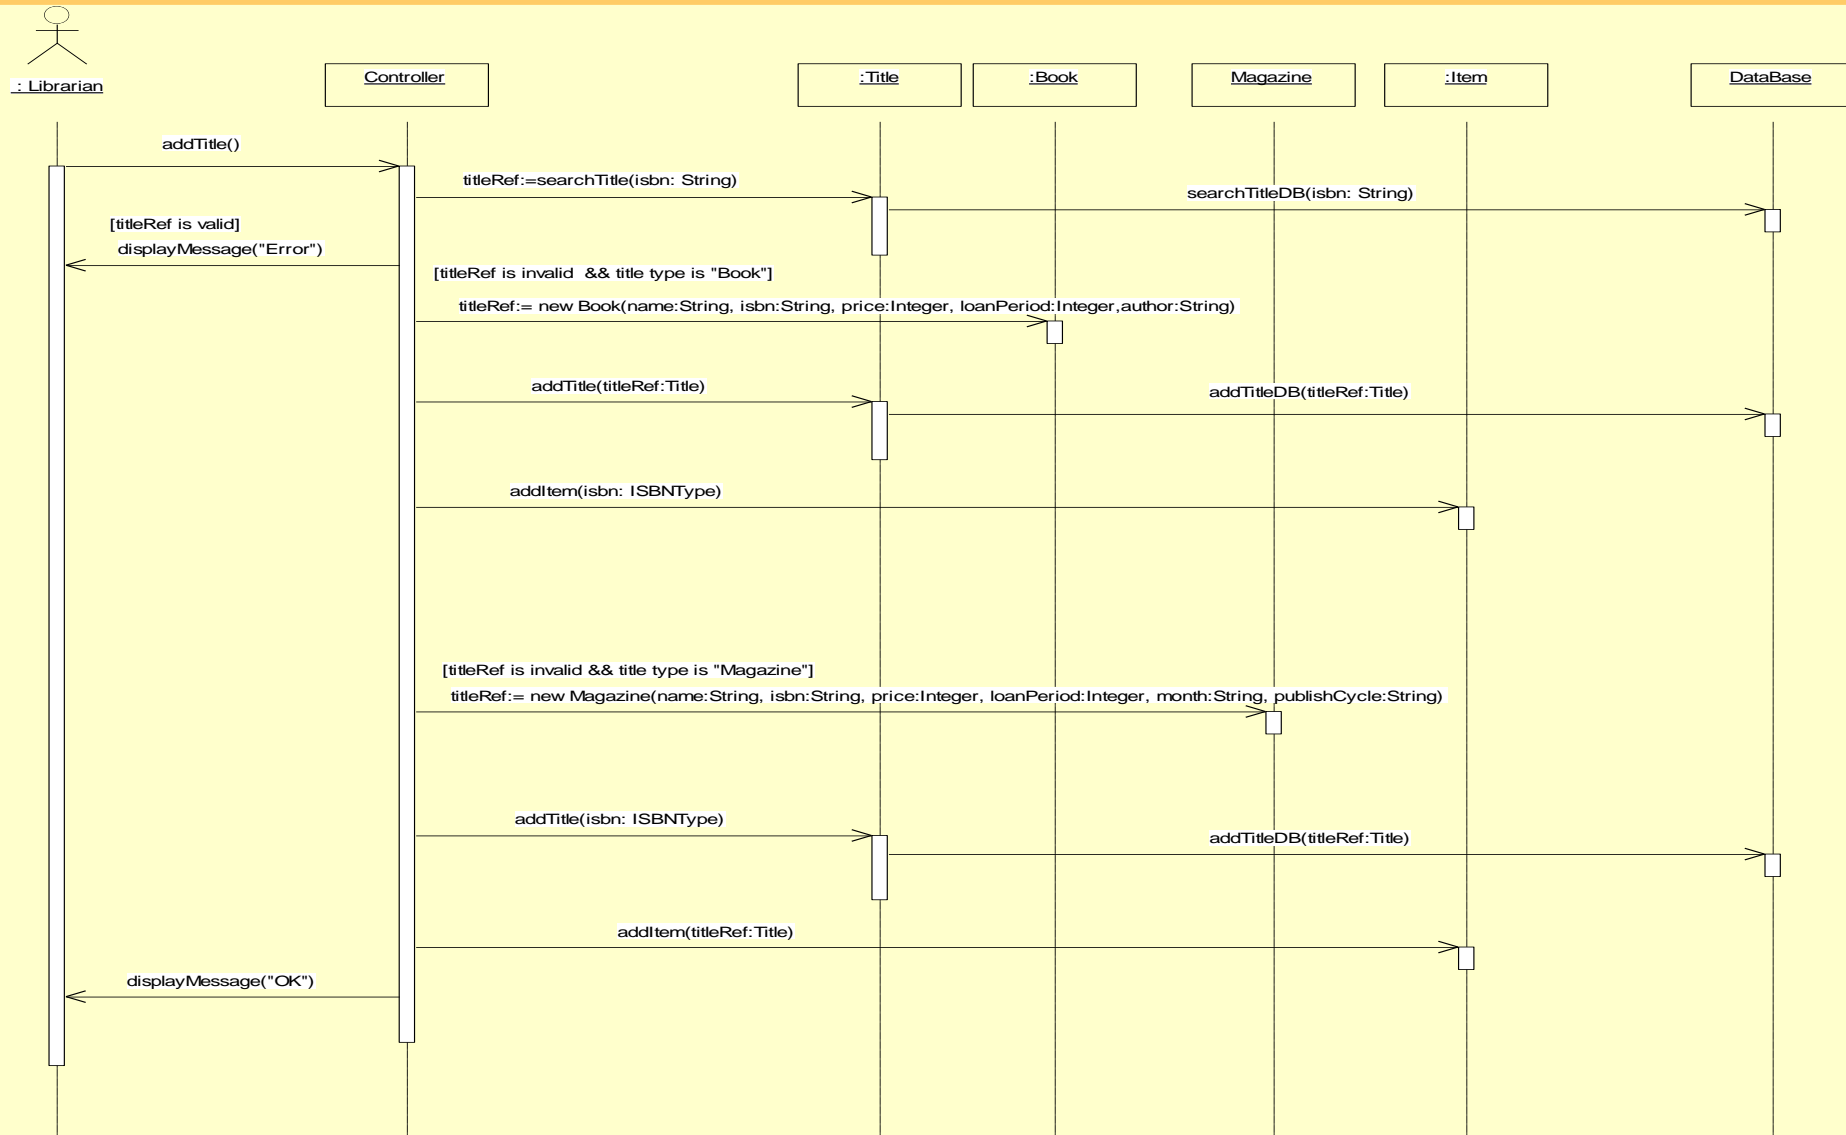 : Librarian
Controller
:Title
:Book
Magazine
:Item
DataBase
addTitle()
titleRef:=searchTitle(isbn: String)
searchTitleDB(isbn: String)
[titleRef is valid]
displayMessage("Error")
[titleRef is invalid  && title type is "Book"]
titleRef:= new Book(name:String, isbn:String, price:Integer, loanPeriod:Integer,author:String)
addTitle(titleRef:Title)
addTitleDB(titleRef:Title)
addItem(isbn: ISBNType)
[titleRef is invalid && title type is "Magazine"]
titleRef:= new Magazine(name:String, isbn:String, price:Integer, loanPeriod:Integer, month:String, publishCycle:String)
addTitle(isbn: ISBNType)
addTitleDB(titleRef:Title)
addItem(titleRef:Title)
displayMessage("OK")